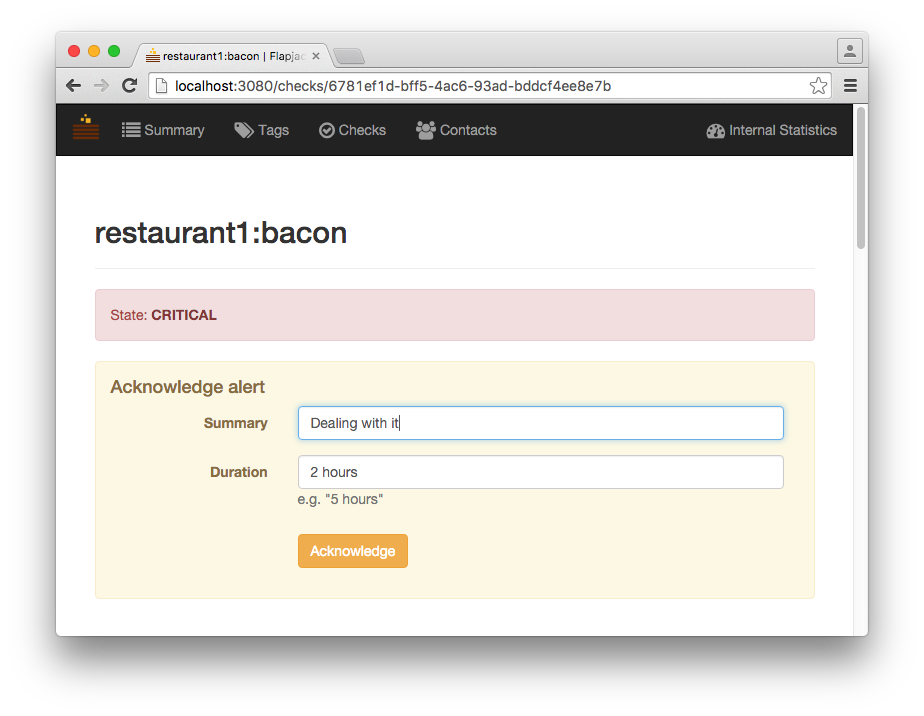 restaurant1:bacon | Flapjac
localhost:3080/checks/6781ef1d-bff5-4ac6-93ad-bddcf4ee8e7b
Summary Tags Checks Contacts Internal Statistics
restaurant1:bacon
State: CRITICAL
Acknowledge alert
Summary Dealing with it
Duration 2 hours
e.g. "5 hours"
Acknowledge